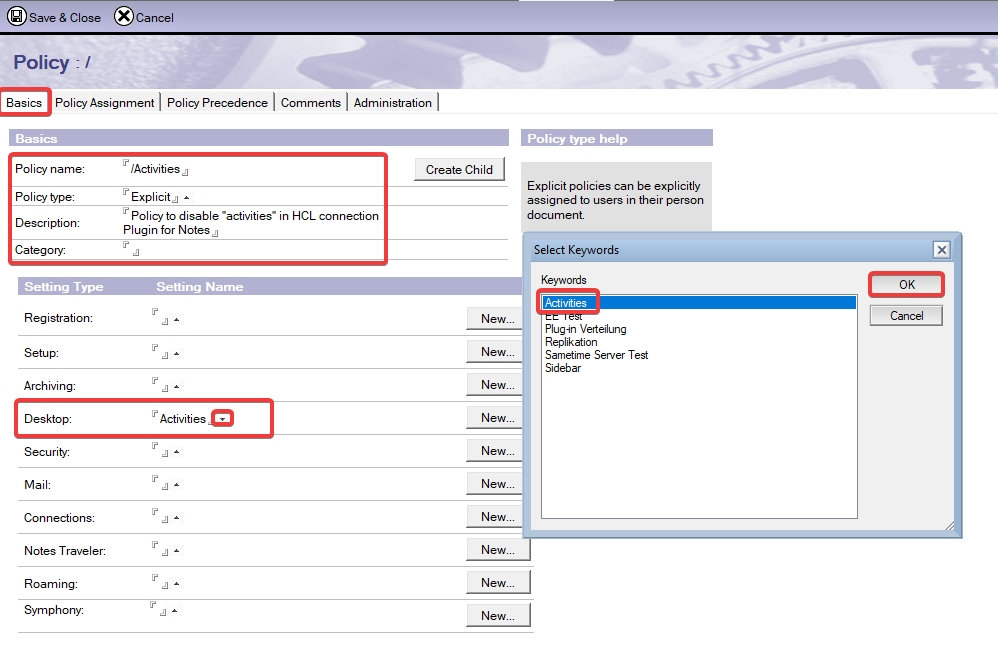 Save & Close Cancel
Policy : /
Basics Policy Assignment Policy Precedence Comments Administration
Basics
Policy name: /Activities
Create Child
Policy type: Explicit
Description: Policy to disable "activities" in HCL connection
Plugin for Notes
Category:
Policy type help
Explicit policies can be explicitly
assigned to users in their person
document.
Setting Type Setting Name
Registration: New...
Setup: New...
Archiving: New...
Desktop: Activities New...
Security: New...
Mail: New...
Connections: New...
Notes Traveler: New...
Roaming: New...
Symphony: New...
Select Keywords
Keywords
Activities
EE Test
Plug-in Verteilung
Replikation
Sametime Server Test
Sidebar
OK
Cancel